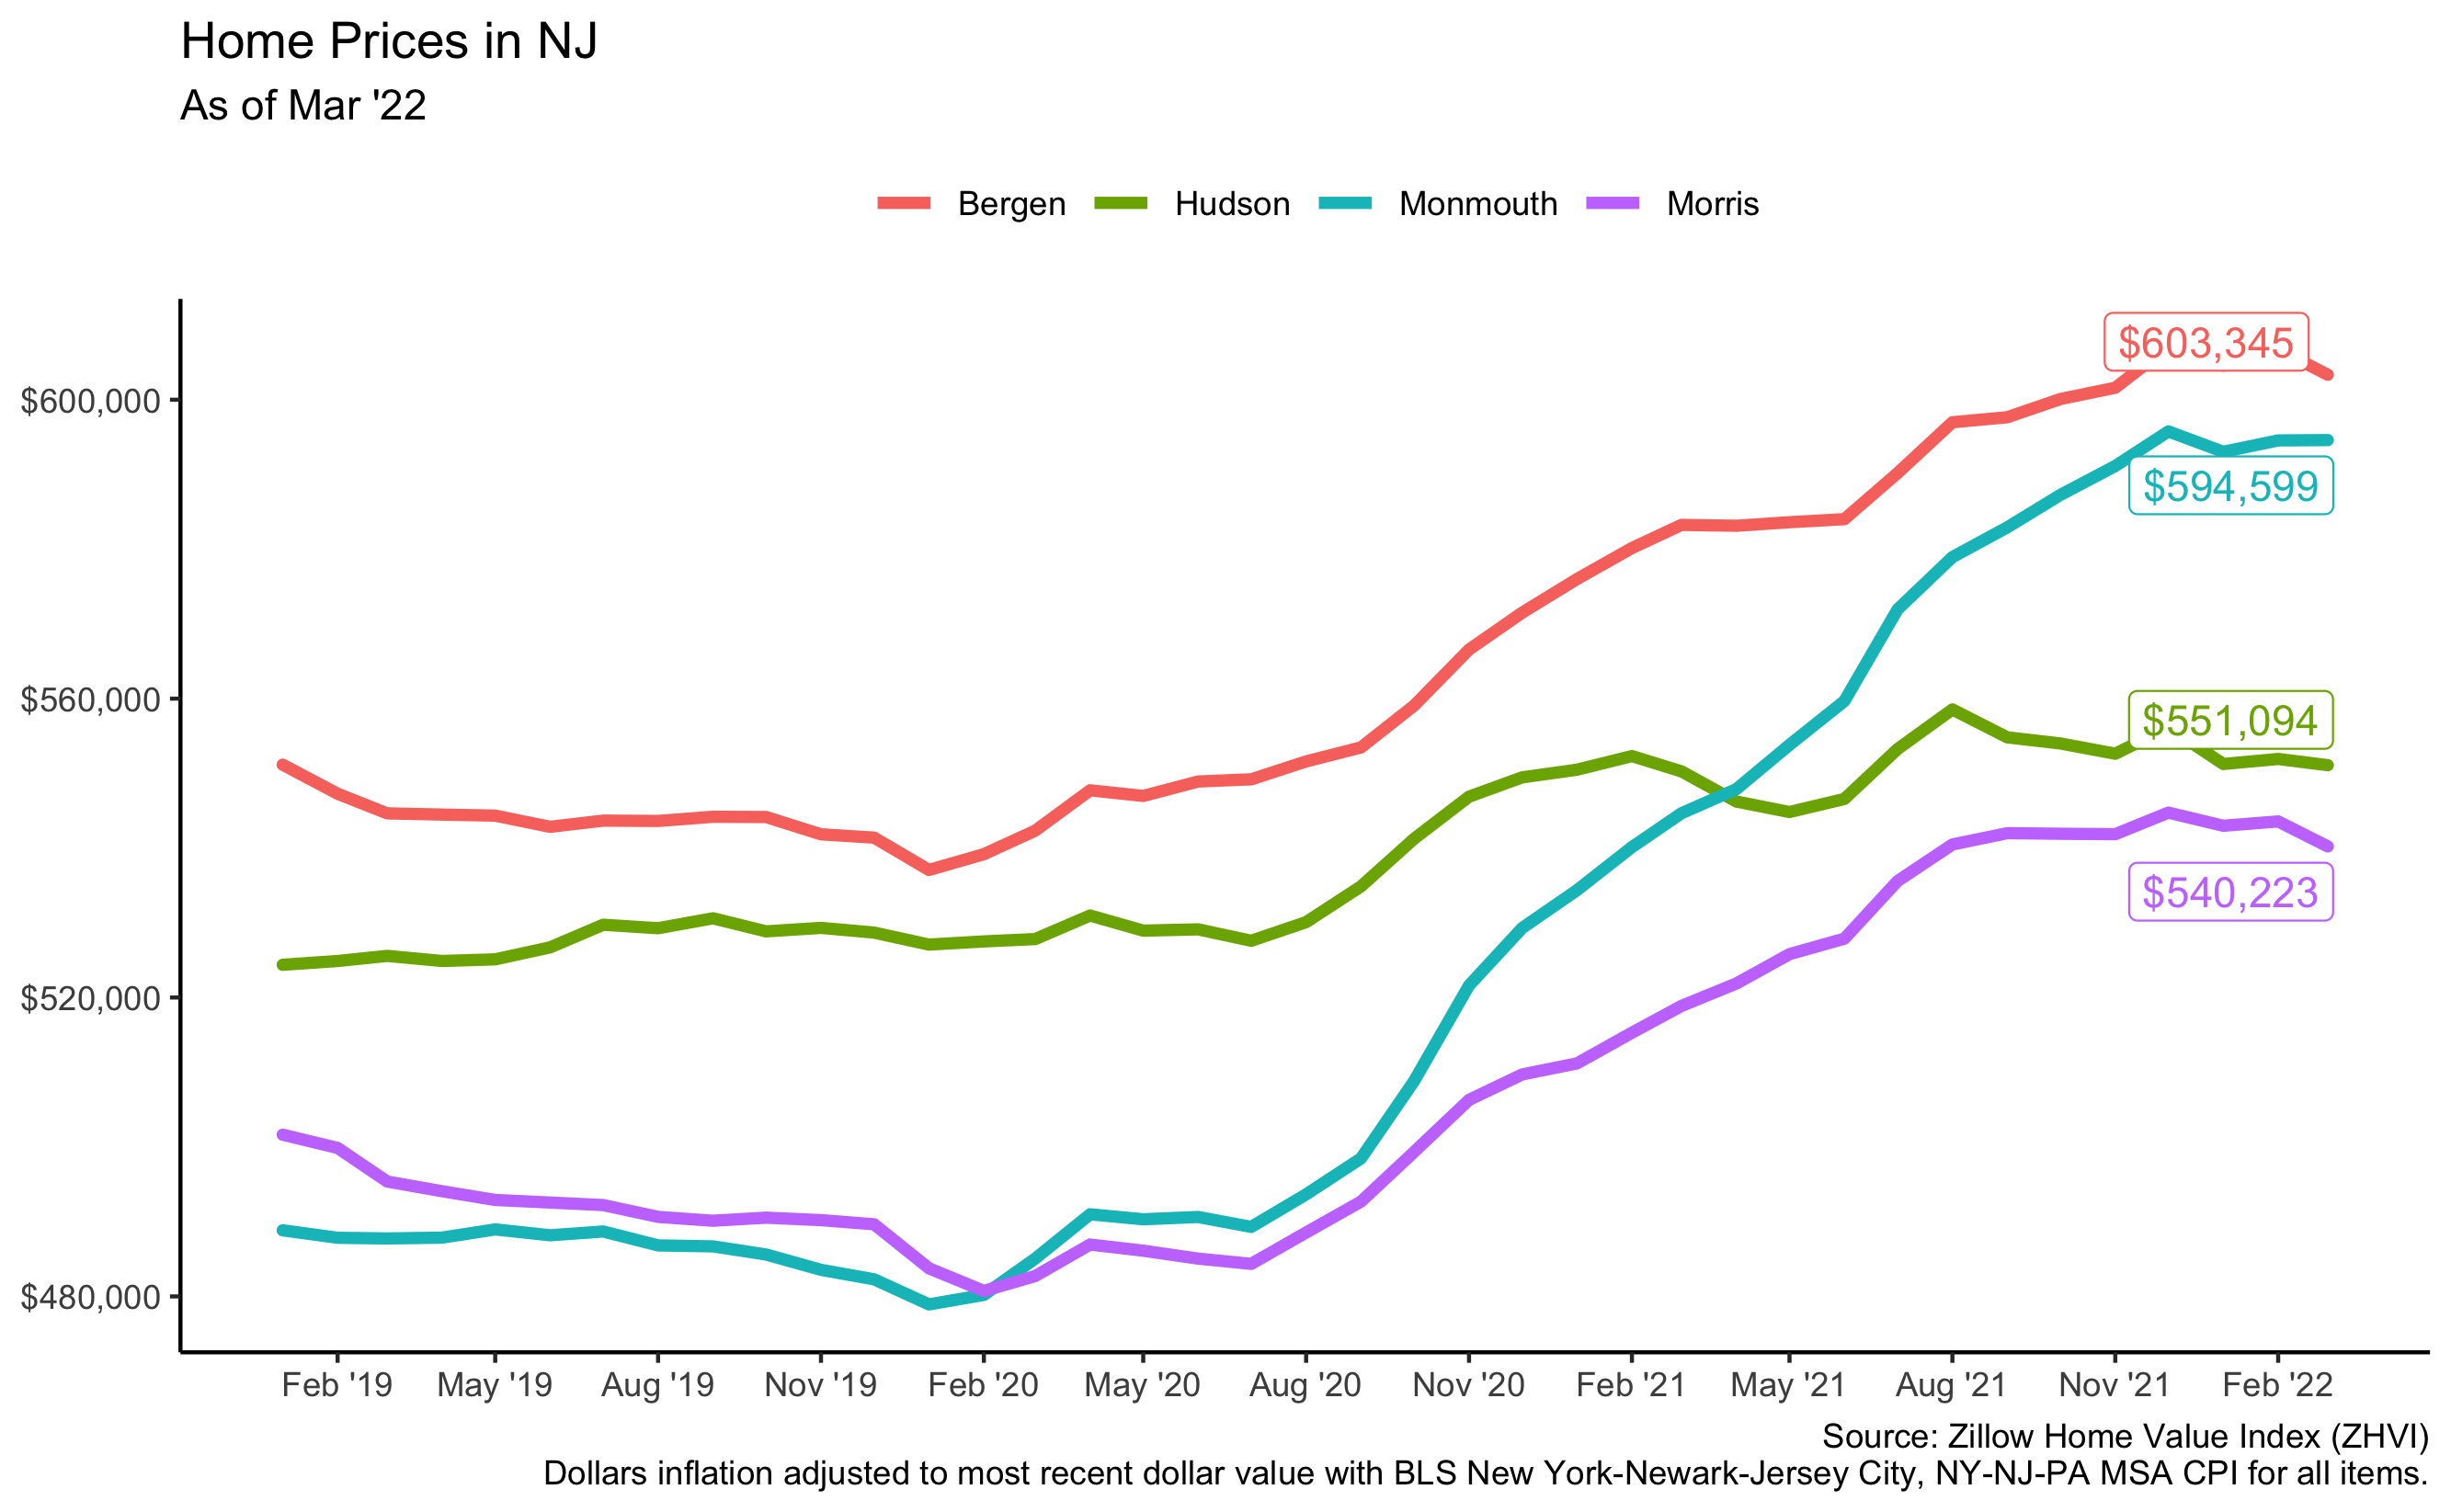 Home Prices in NJ
As of Mar '22
Bergen Hudson Monmouth Morris
$603,345
$600,000
$594,599
$560,000
$551,094
$540,223
$520,000
$480,000
Feb '19 May '19 Aug '19 Nov '19 Feb '20 May '20 Aug '20 Nov '20 Feb '21 May '21 Aug '21 Nov '21 Feb '22
Source: Zillow Home Value Index (ZHVI)
Dollars inflation adjusted to most recent dollar value with BLS New York-Newark-Jersey City, NY-NJ-PA MSA CPI for all items.